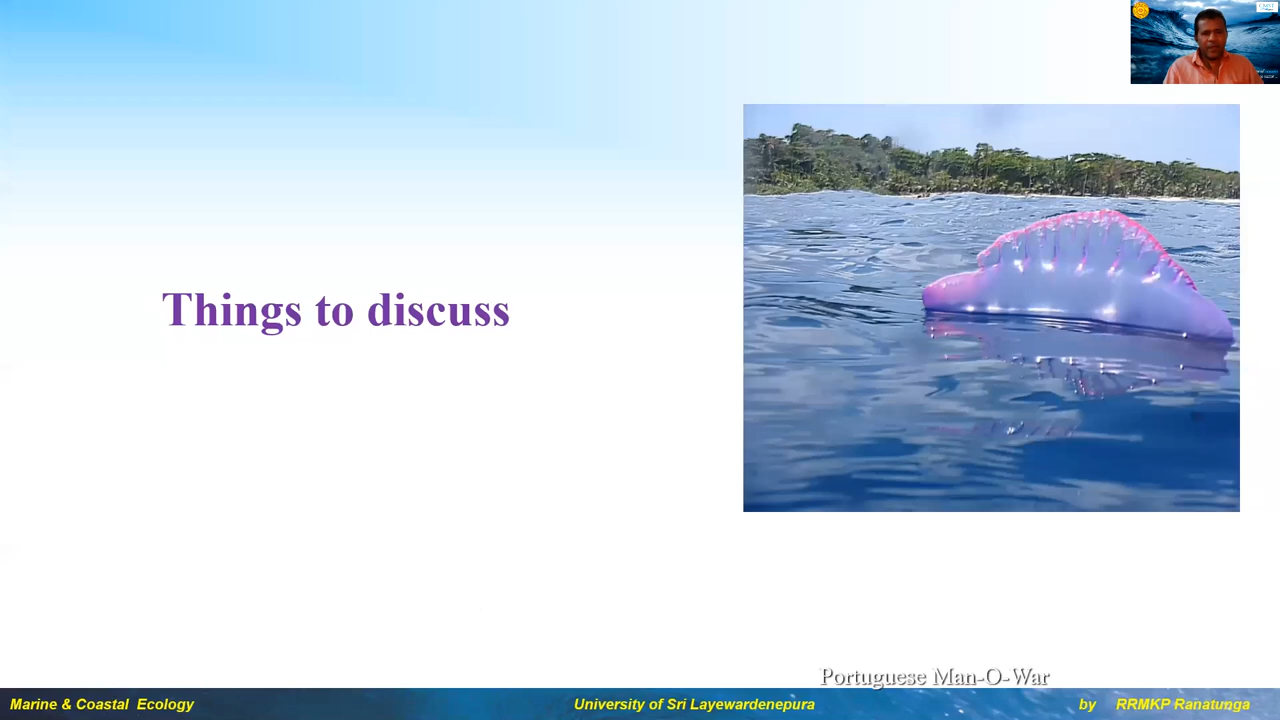 Things to discuss
Portuguese Man-O-War
Marine & Coastal Ecology
University of Sri Layewardenepura
by RRMKP Ranatunga